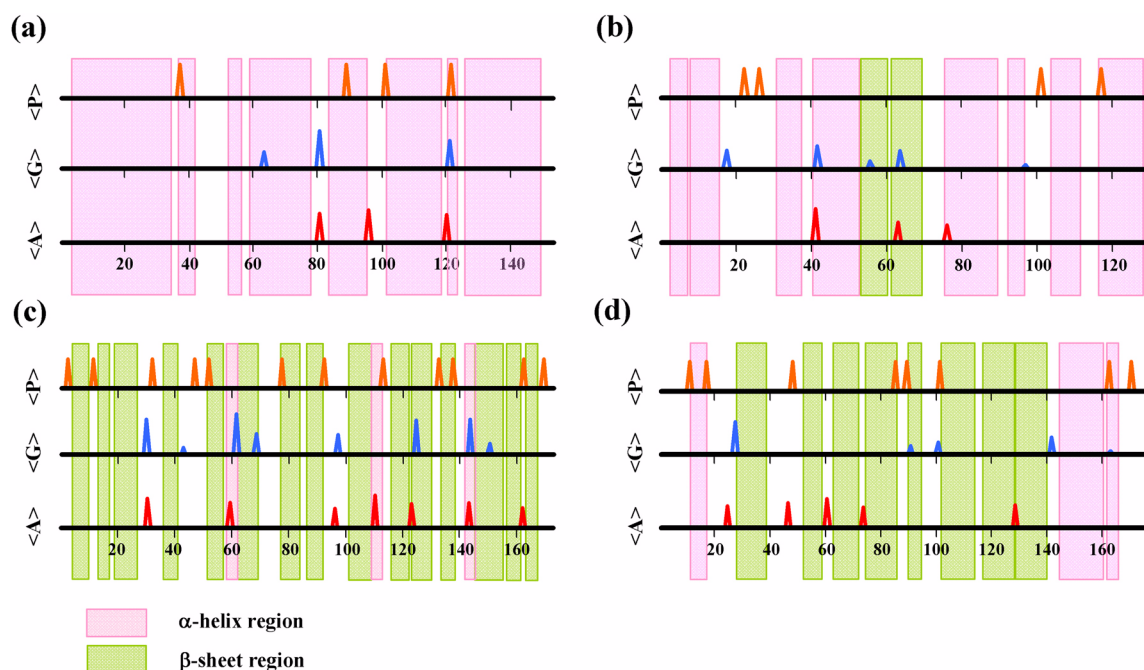 (a)
<P>
<G>
<A>
20 40 60 80 100 120 140
(b)
<P>
<G>
<A>
20 40 60 80 100 120
(c)
<P>
<G>
<A>
20 40 60 80 100 120 140 160
(d)
<P>
<G>
<A>
20 40 60 80 100 120 140 160
α-helix region
β-sheet region